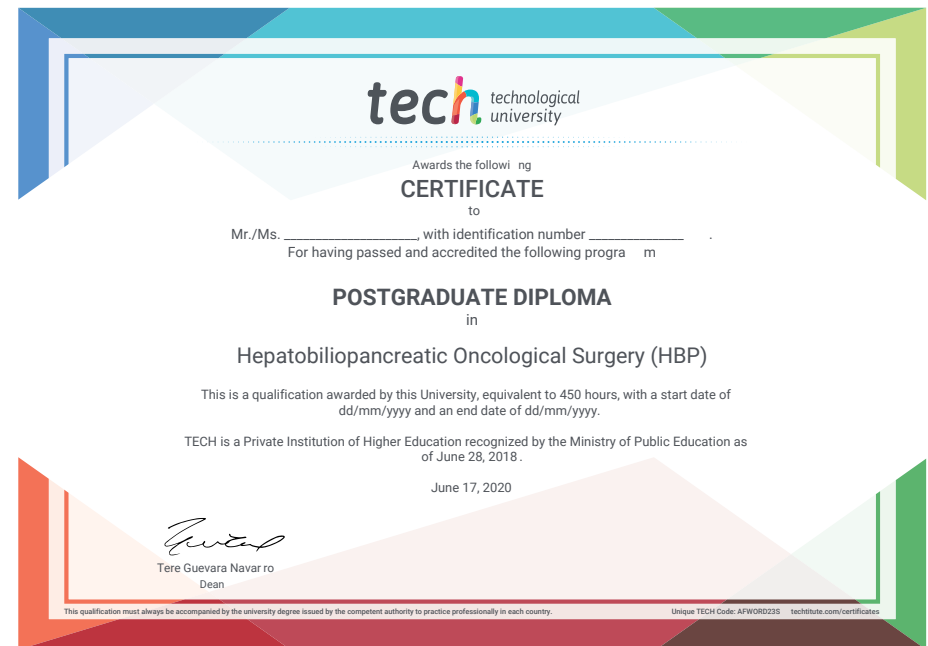 tech technological
university
Awards the followi ng
CERTIFICATE
to
Mr./Ms. _____________________, with identification number _______________ .
For having passed and accredited the following progra m
POSTGRADUATE DIPLOMA
in
Hepatobiliopancreatic Oncological Surgery (HBP)
This is a qualification awarded by this University, equivalent to 450 hours, with a start date of
dd/mm/yyyy and an end date of dd/mm/yyyy.
TECH is a Private Institution of Higher Education recognized by the Ministry of Public Education as
of June 28, 2018 .
June 17, 2020
Tere Guevara Navar ro
Dean
This qualification must always be accompanied by the university degree issued by the competent authority to practice professionally in each country.
Unique TECH Code: AFWORD23S techtitute.com/certificates